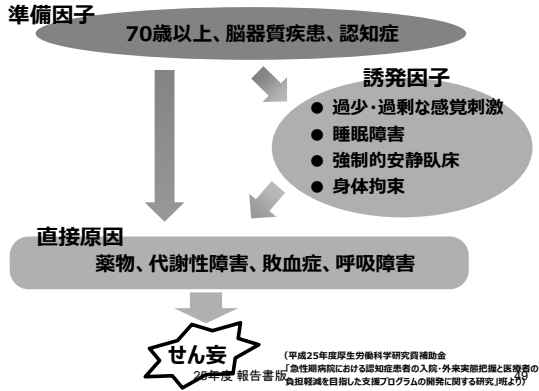 準備因子
70歳以上、脳器質疾患、認知症
誘発因子
● 過少・過剰な感覚刺激
● 睡眠障害
● 強制的安静臥床
● 身体拘束
直接原因
薬物、代謝性障害、敗血症、呼吸障害
せん妄
(平成25年度厚生労働科学研究費補助金
「急性期病院における認知症患者の入院・外来実態把握と医療者の
負担軽減を目指した支援プログラムの開発に関する研究」班より)
25年度 報告書版
49